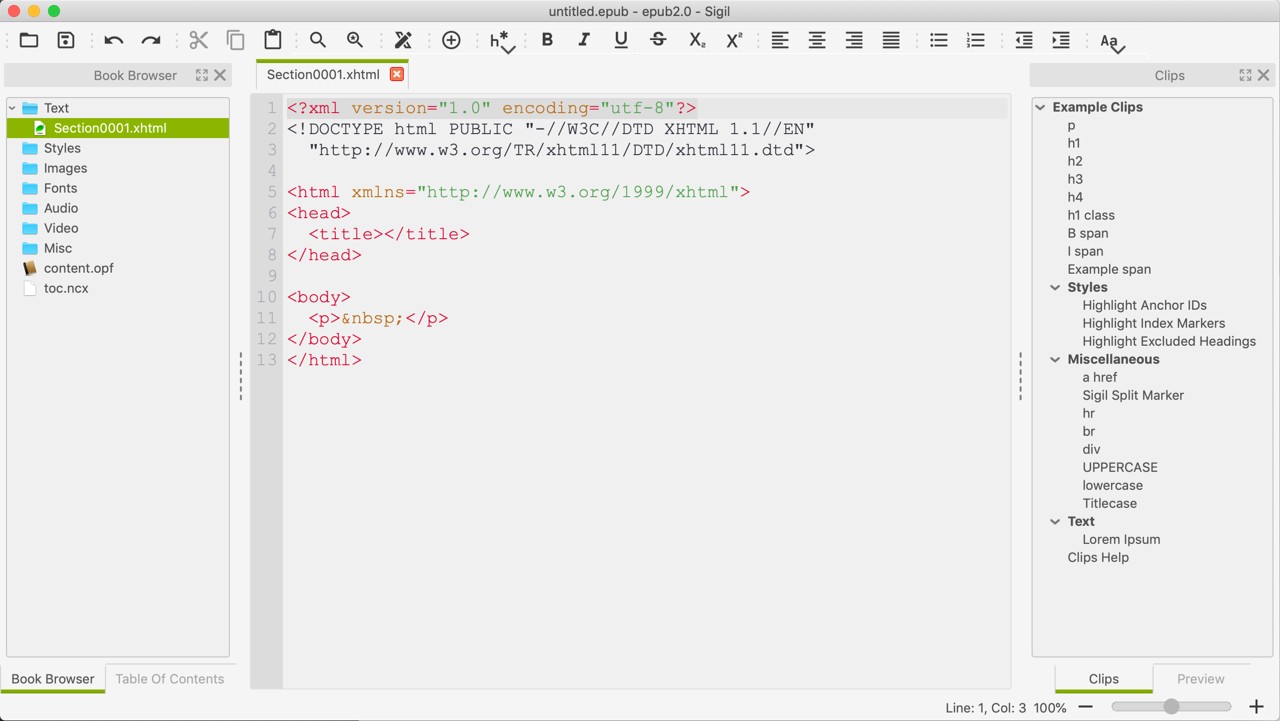 untitled.epub - epub2.0 - Sigil
h* B I U S X₂ X² Aa
Book Browser
Text
Section0001.xhtml
Styles
Images
Fonts
Audio
Video
Misc
content.opf
toc.ncx
Book Browser
Table Of Contents
Section0001.xhtml
1 <?xml version="1.0" encoding="utf-8"?>
2 <!DOCTYPE html PUBLIC "-//W3C//DTD XHTML 1.1//EN"
3   "http://www.w3.org/TR/xhtml11/DTD/xhtml11.dtd">
4
5 <html xmlns="http://www.w3.org/1999/xhtml">
6 <head>
7   <title></title>
8 </head>
9
10 <body>
11   <p>&nbsp;</p>
12 </body>
13 </html>
Clips
Example Clips
p
h1
h2
h3
h4
h1 class
B span
I span
Example span
Styles
Highlight Anchor IDs
Highlight Index Markers
Highlight Excluded Headings
Miscellaneous
a href
Sigil Split Marker
hr
br
div
UPPERCASE
lowercase
Titlecase
Text
Lorem Ipsum
Clips Help
Clips
Preview
Line: 1, Col: 3 100%